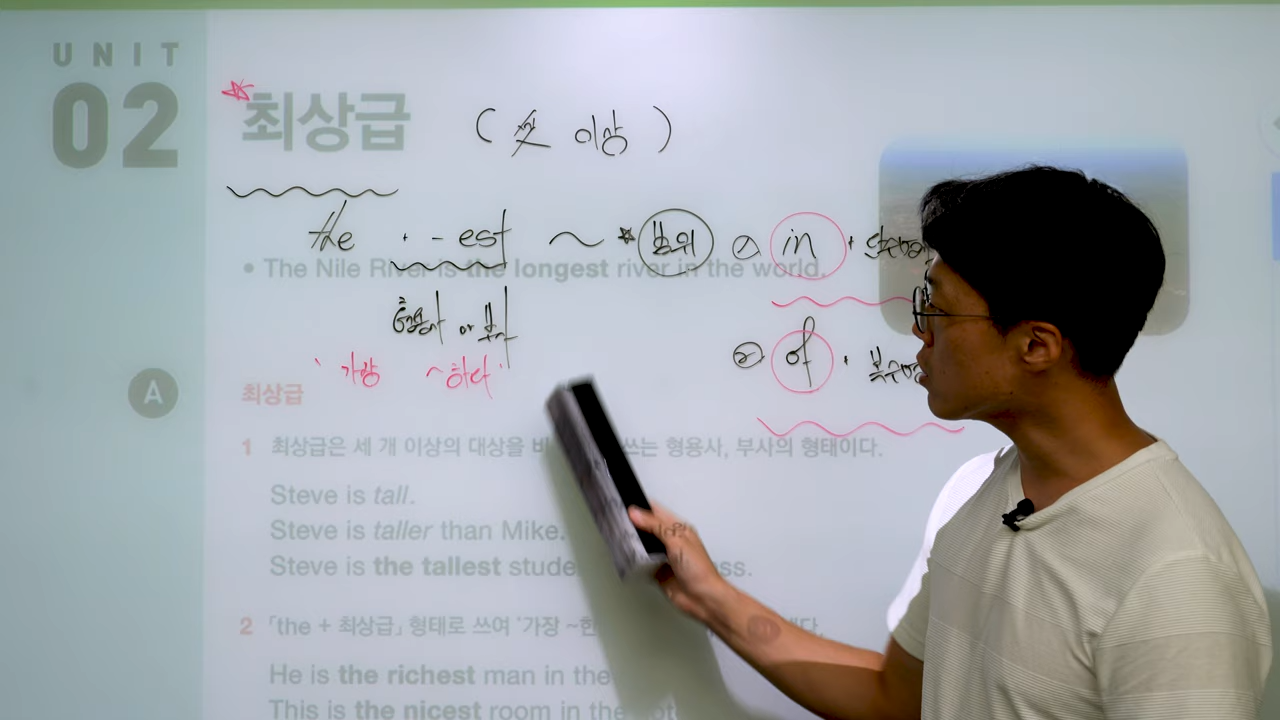 UNIT
02
최상급
( 셋 이상 )
the + -est ~ 범위 ① in +
• The Nile River is the longest river in the world.
형용사 or 부사
② of + 복수명
'가장 ~하다'
A
최상급
1 최상급은 세 개 이상의 대상을 쓰는 형용사, 부사의 형태이다.
Steve is tall.
Steve is taller than Mike.
Steve is the tallest
2 「the + 최상급」 형태로 쓰여 '가장
He is the richest man in the
This is the nicest room in the